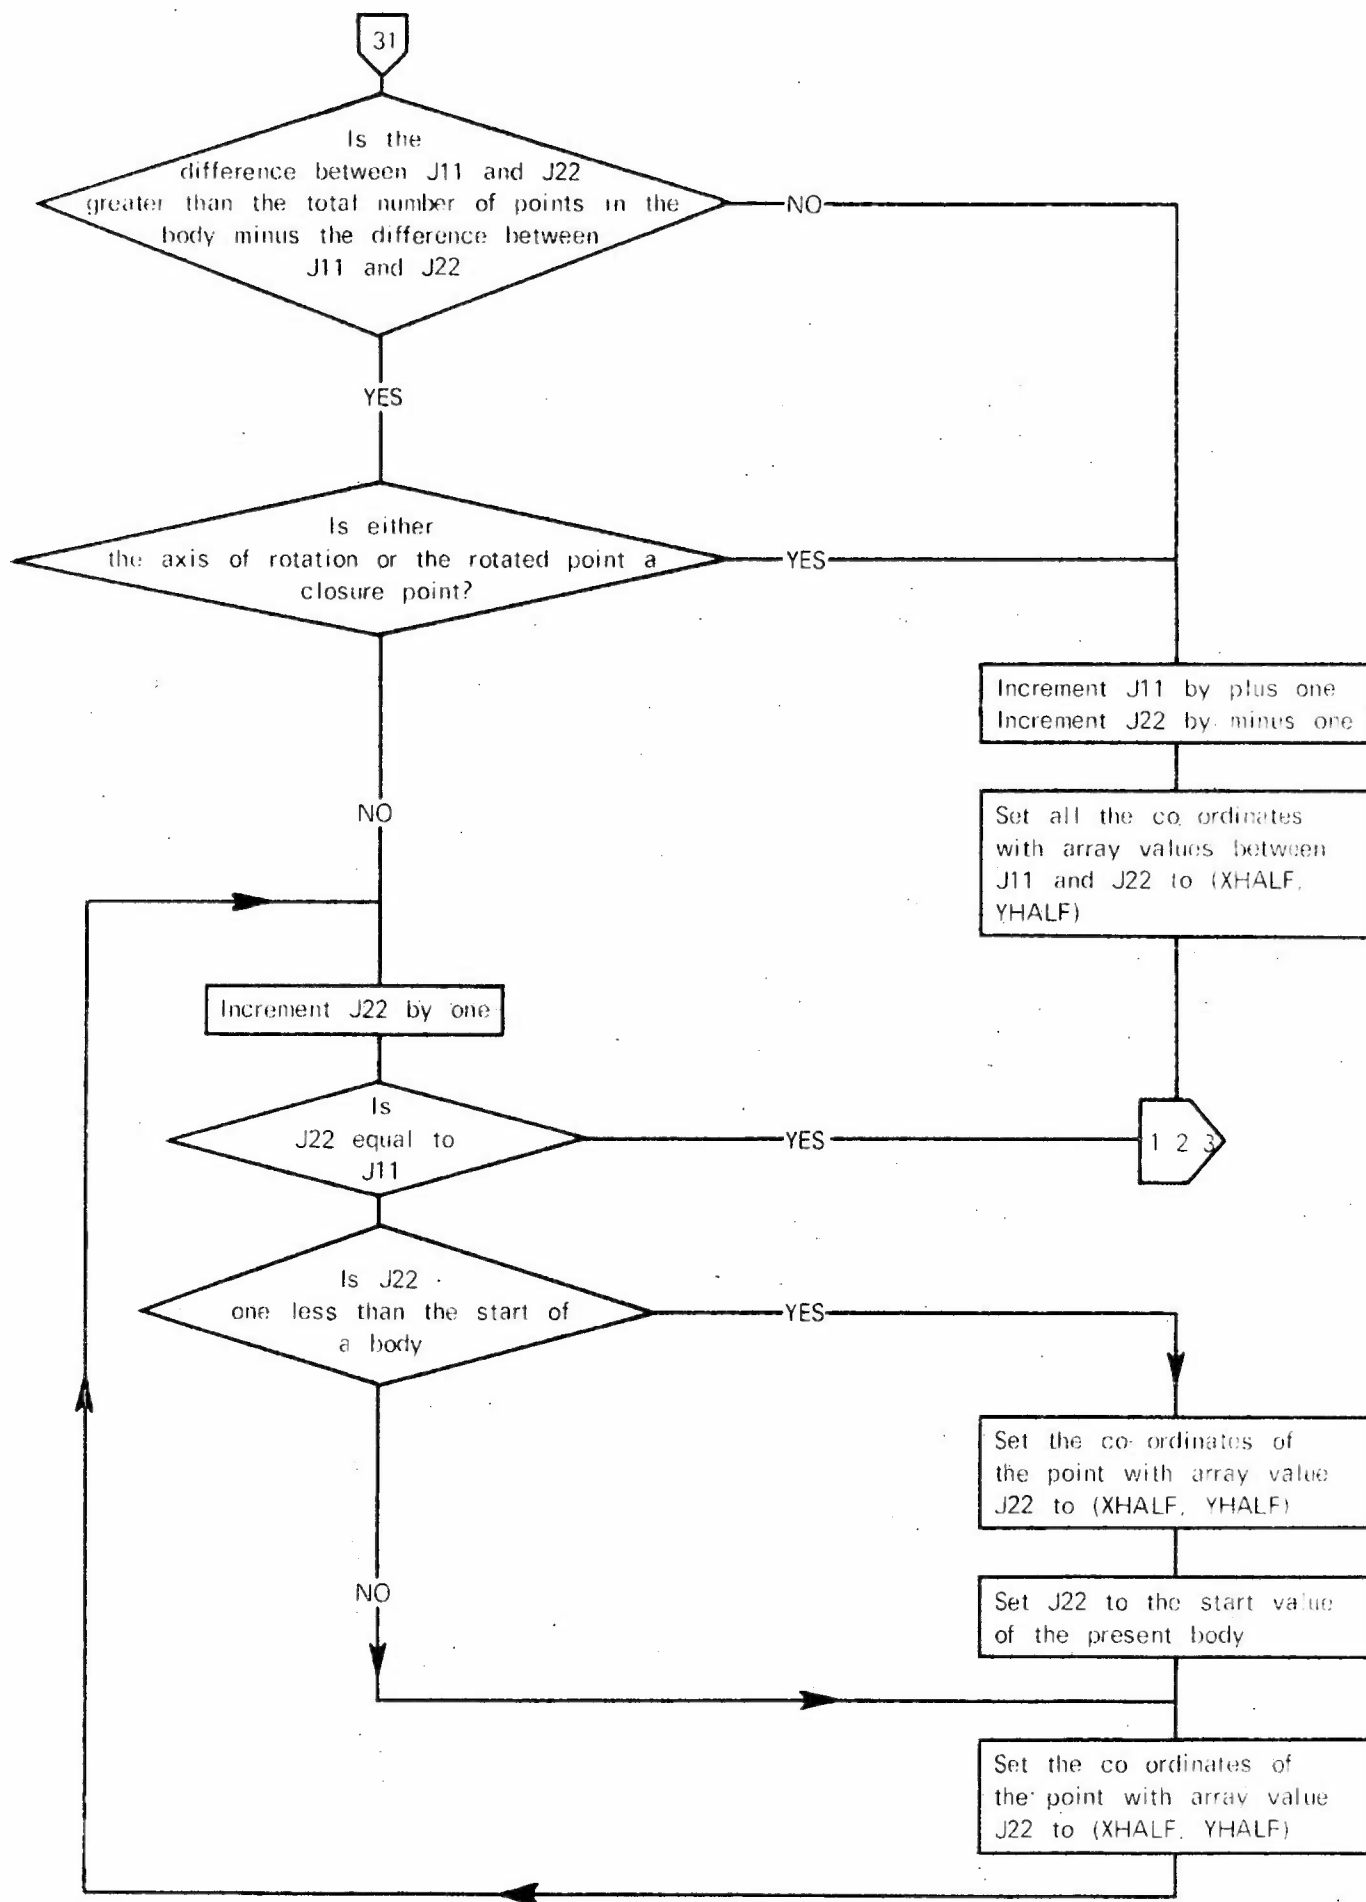 31
Is the
difference between J11 and J22
greater than the total number of points in the
body minus the difference between
J11 and J22
NO
YES
Is either
the axis of rotation or the rotated point a
closure point?
YES
Increment J11 by plus one
Increment J22 by minus one
NO
Set all the co ordinates
with array values between
J11 and J22 to (XHALF,
YHALF)
Increment J22 by one
Is
J22 equal to
J11
YES
1 2 3
Is J22
one less than the start of
a body
YES
Set the co-ordinates of
the point with array value
J22 to (XHALF, YHALF)
NO
Set J22 to the start value
of the present body
Set the co ordinates of
the point with array value
J22 to (XHALF, YHALF)